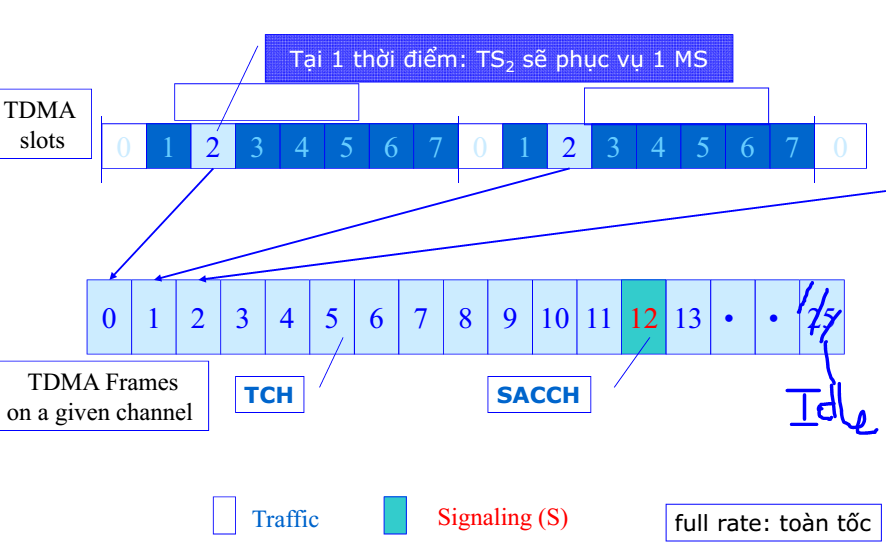 Tại 1 thời điểm: TS2 sẽ phục vụ 1 MS
TDMA
slots
0 1 2 3 4 5 6 7 0 1 2 3 4 5 6 7 0
0 1 2 3 4 5 6 7 8 9 10 11 12 13 • • 25
TDMA Frames
on a given channel
TCH
SACCH
Idle
Traffic
Signaling (S)
full rate: toàn tốc